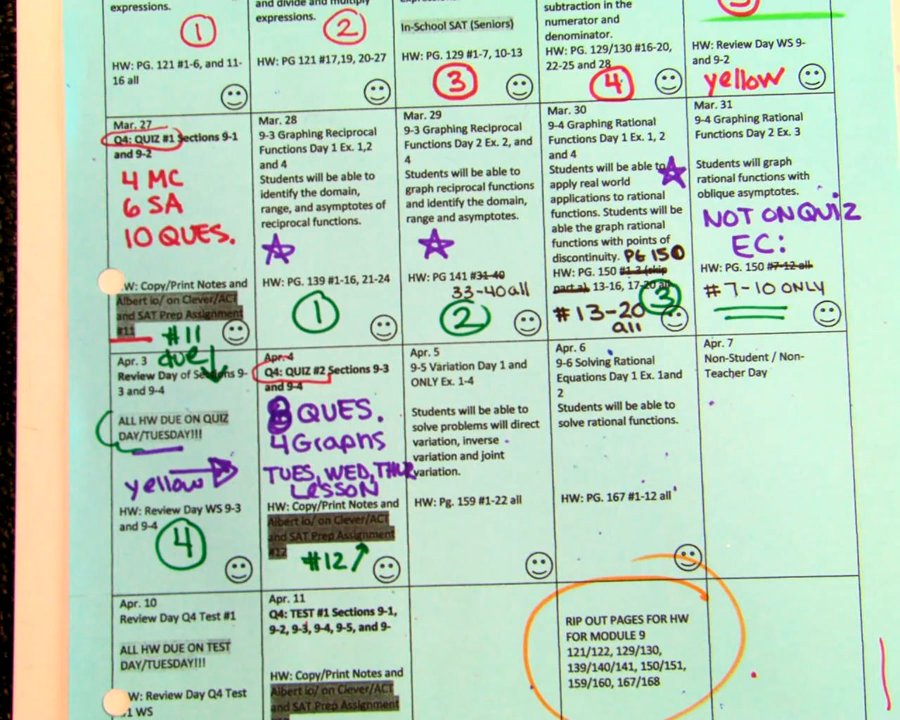 expressions.
1
HW: PG. 121 #1-6, and 11-
16 all
and divide and multiply
expressions.
2
HW: PG 121 #17,19, 20-27
In-School SAT (Seniors)
HW: PG. 129 #1-7, 10-13
3
subtraction in the
numerator and
denominator.
HW: PG. 129/130 #16-20,
22-25 and 28
4
HW: Review Day WS 9-
and 9-2
yellow
Mar. 27
Q4: QUIZ #1 Sections 9-1
and 9-2
4 MC
6 SA
10 QUES.
W: Copy/Print Notes and
Albert io/ on Clever/ACT
and SAT Prep Assignment
#11
#11
due
Mar. 28
9-3 Graphing Reciprocal
Functions Day 1 Ex. 1,2
and 4
Students will be able to
identify the domain,
range, and asymptotes of
reciprocal functions.
HW: PG. 139 #1-16, 21-24
1
Mar. 29
9-3 Graphing Reciprocal
Functions Day 2 Ex. 2, and
4
Students will be able to
graph reciprocal functions
and identify the domain,
range and asymptotes.
HW: PG 141 #31-40
33-40 all
2
Mar. 30
9-4 Graphing Rational
Functions Day 1 Ex. 1, 2
and 4
Students will be able to
apply real world
applications to rational
functions. Students will be
able the graph rational
functions with points of
discontinuity. PG 150
HW: PG. 150 #1-3 (skip
part a), 13-16, 17-20 all
3
#13-20
all
Mar. 31
9-4 Graphing Rational
Functions Day 2 Ex. 3
Students will graph
rational functions with
oblique asymptotes.
NOT ON QUIZ
EC:
HW: PG. 150 #7-12 all
#7-10 ONLY
Apr. 3
Review Day of Sections 9-
3 and 9-4
ALL HW DUE ON QUIZ
DAY/TUESDAY!!!
yellow
HW: Review Day WS 9-3
and 9-4
4
Apr. 4
Q4: QUIZ #2 Sections 9-3
and 9-4
8 QUES.
4 Graphs
TUES, WED, THUR
LESSON
HW: Copy/Print Notes and
Albert io/ on Clever/ACT
and SAT Prep Assignment
#12
#12
Apr. 5
9-5 Variation Day 1 and
ONLY Ex. 1-4
Students will be able to
solve problems will direct
variation, inverse
variation and joint
variation.
HW: Pg. 159 #1-22 all
Apr. 6
9-6 Solving Rational
Equations Day 1 Ex. 1and
2
Students will be able to
solve rational functions.
HW: PG. 167 #1-12 all
Apr. 7
Non-Student / Non-
Teacher Day
Apr. 10
Review Day Q4 Test #1
ALL HW DUE ON TEST
DAY/TUESDAY!!!
W: Review Day Q4 Test
#1 WS
Apr. 11
Q4: TEST #1 Sections 9-1,
9-2, 9-3, 9-4, 9-5, and 9-
HW: Copy/Print Notes and
Albert io/ on Clever/ACT
and SAT Prep Assignment
RIP OUT PAGES FOR HW
FOR MODULE 9
121/122, 129/130,
139/140/141, 150/151,
159/160, 167/168